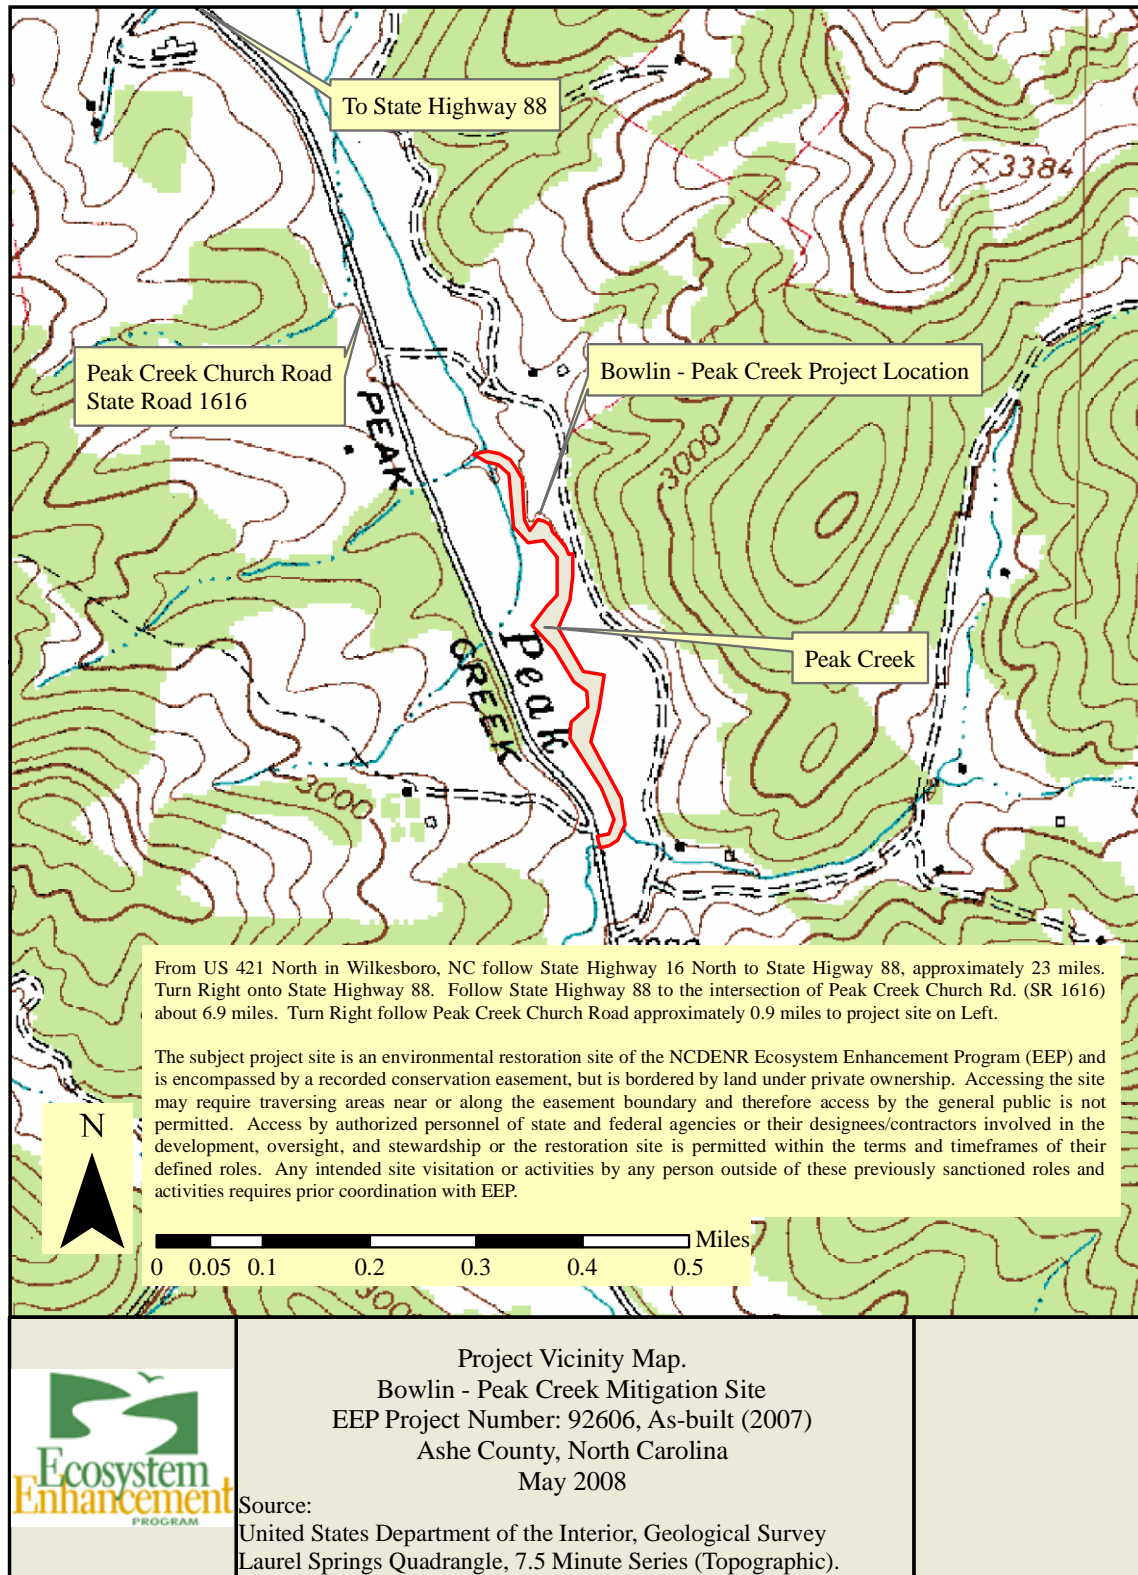 To State Highway 88
X 3384
Peak Creek Church Road
State Road 1616
Bowlin - Peak Creek Project Location
PEAK
CREEK
3000
Peak
Peak Creek
3000
From US 421 North in Wilkesboro, NC follow State Highway 16 North to State Higway 88, approximately 23 miles.
Turn Right onto State Highway 88. Follow State Highway 88 to the intersection of Peak Creek Church Rd. (SR 1616)
about 6.9 miles. Turn Right follow Peak Creek Church Road approximately 0.9 miles to project site on Left.
The subject project site is an environmental restoration site of the NCDENR Ecosystem Enhancement Program (EEP) and
is encompassed by a recorded conservation easement, but is bordered by land under private ownership. Accessing the site
may require traversing areas near or along the easement boundary and therefore access by the general public is not
permitted. Access by authorized personnel of state and federal agencies or their designees/contractors involved in the
development, oversight, and stewardship or the restoration site is permitted within the terms and timeframes of their
defined roles. Any intended site visitation or activities by any person outside of these previously sanctioned roles and
activities requires prior coordination with EEP.
N
Miles
0 0.05 0.1 0.2 0.3 0.4 0.5
3000
Ecosystem
Enhancement
PROGRAM
Project Vicinity Map.
Bowlin - Peak Creek Mitigation Site
EEP Project Number: 92606, As-built (2007)
Ashe County, North Carolina
May 2008
Source:
United States Department of the Interior, Geological Survey
Laurel Springs Quadrangle, 7.5 Minute Series (Topographic).